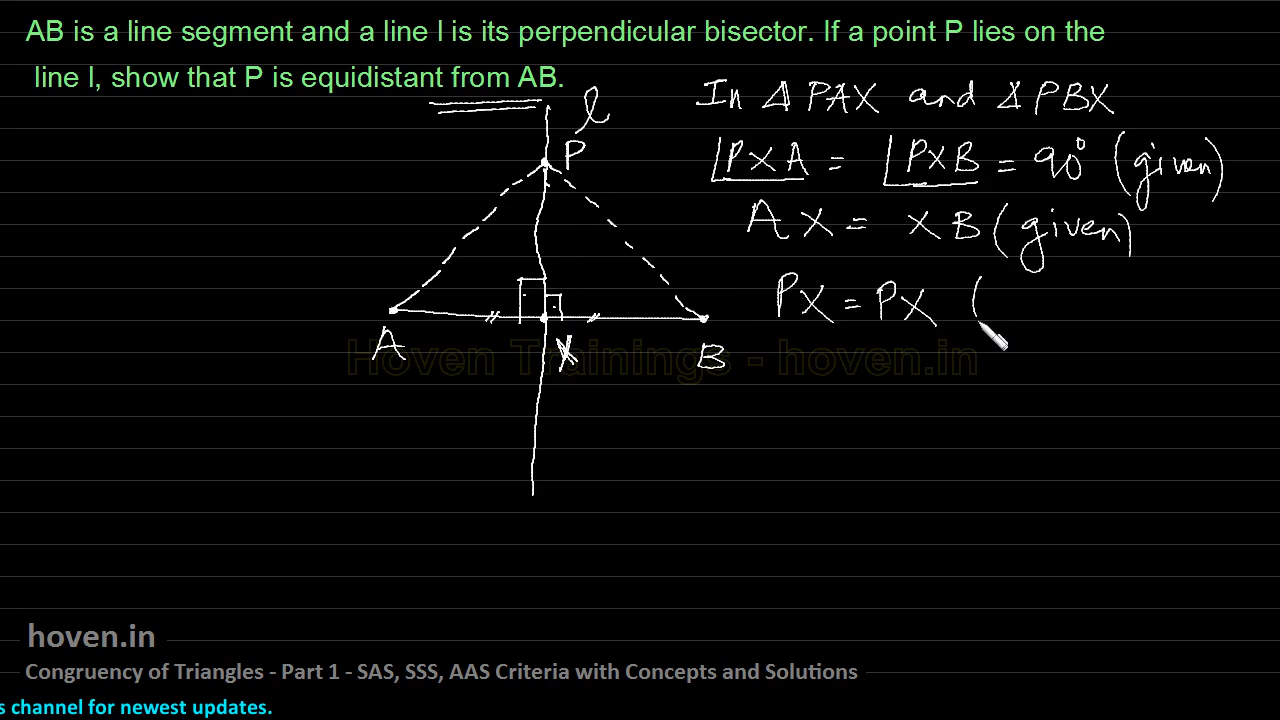 AB is a line segment and a line l is its perpendicular bisector. If a point P lies on the
line l, show that P is equidistant from AB.
l
P
A
X
B
In Δ PAX and Δ PBX
∠PXA = ∠PXB = 90° (given)
AX = XB (given)
PX = PX (
Hoven Trainings - hoven.in
hoven.in
Congruency of Triangles - Part 1 - SAS, SSS, AAS Criteria with Concepts and Solutions
s channel for newest updates.